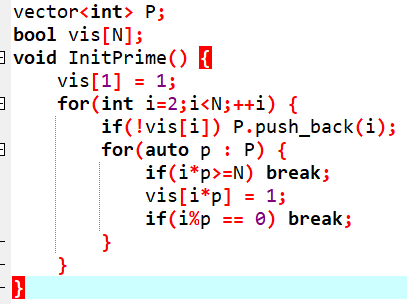 vector<int> P;
bool vis[N];
void InitPrime() {
    vis[1] = 1;
    for(int i=2;i<N;++i) {
        if(!vis[i]) P.push_back(i);
        for(auto p : P) {
            if(i*p>=N) break;
            vis[i*p] = 1;
            if(i%p == 0) break;
        }
    }
}